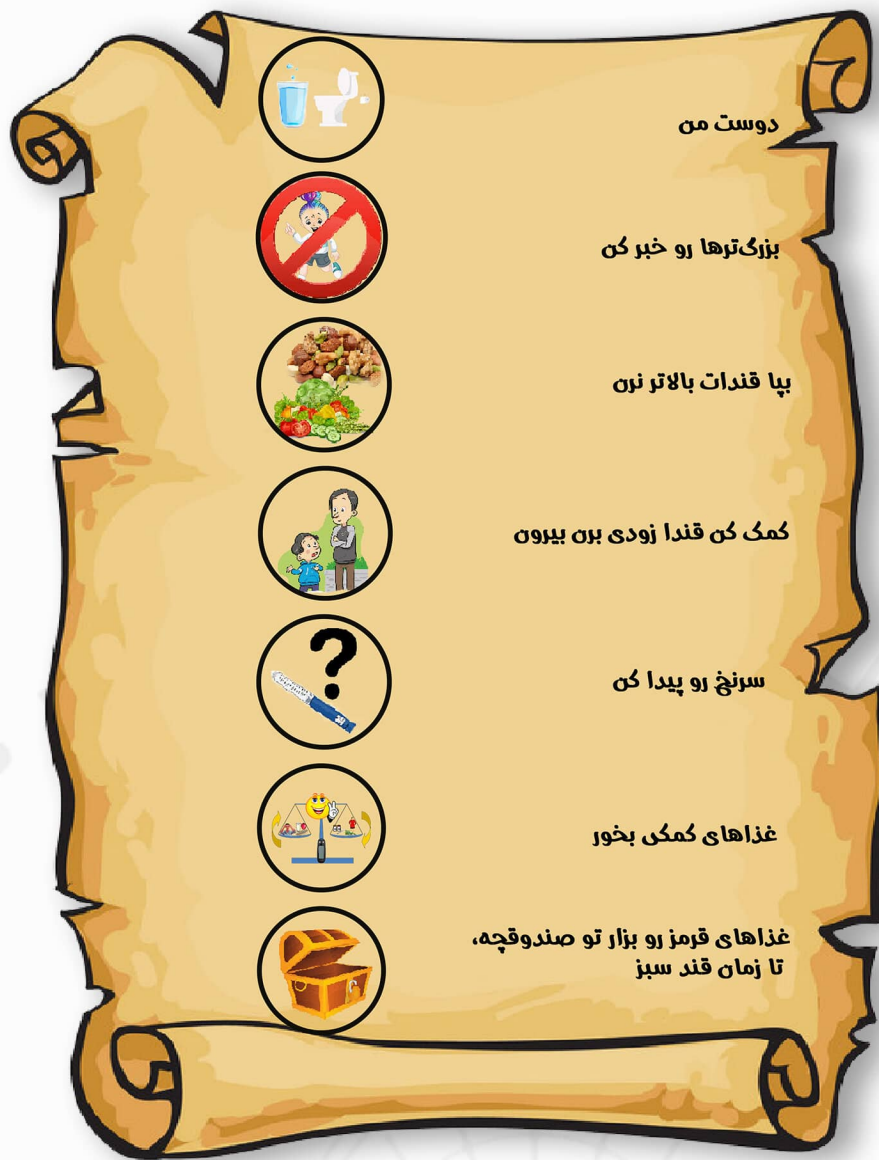 دوست من
بزرگ‌ترها رو خبر کن
بپا قندات بالاتر نرن
کمک کن قندا زودی برن بیرون
سرنخ رو پیدا کن
غذاهای کمکی بخور
غذاهای قرمز رو بزار تو صندوقچه،
تا زمان قند سبز